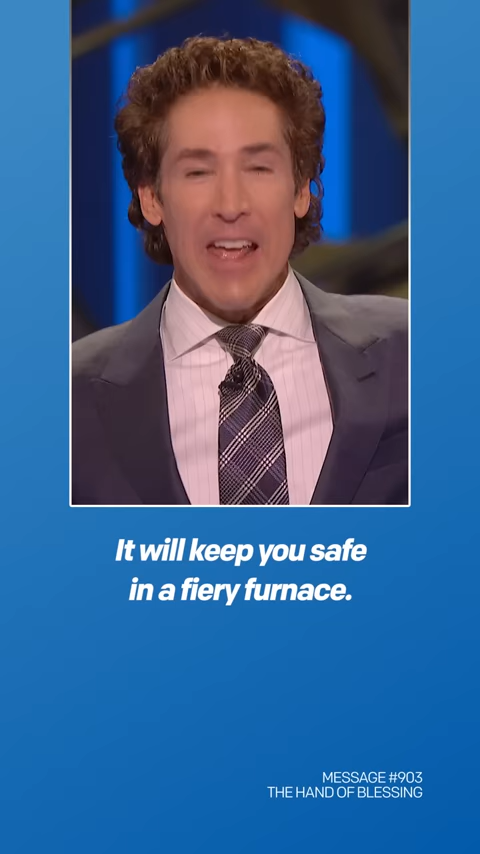 It will keep you safe
in a fiery furnace.
MESSAGE #903
THE HAND OF BLESSING